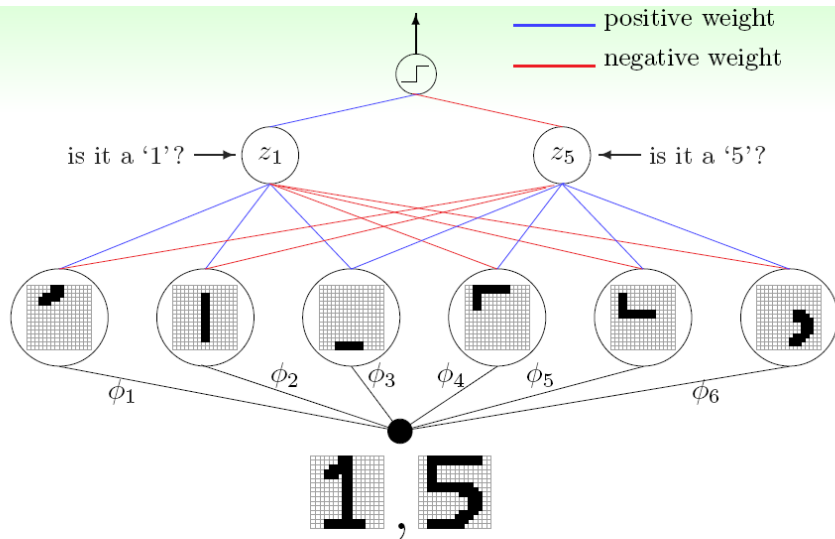 positive weight
negative weight
is it a ‘1’?
z₁
z₅
is it a ‘5’?
ϕ₁
ϕ₂
ϕ₃
ϕ₄
ϕ₅
ϕ₆
1 , 5